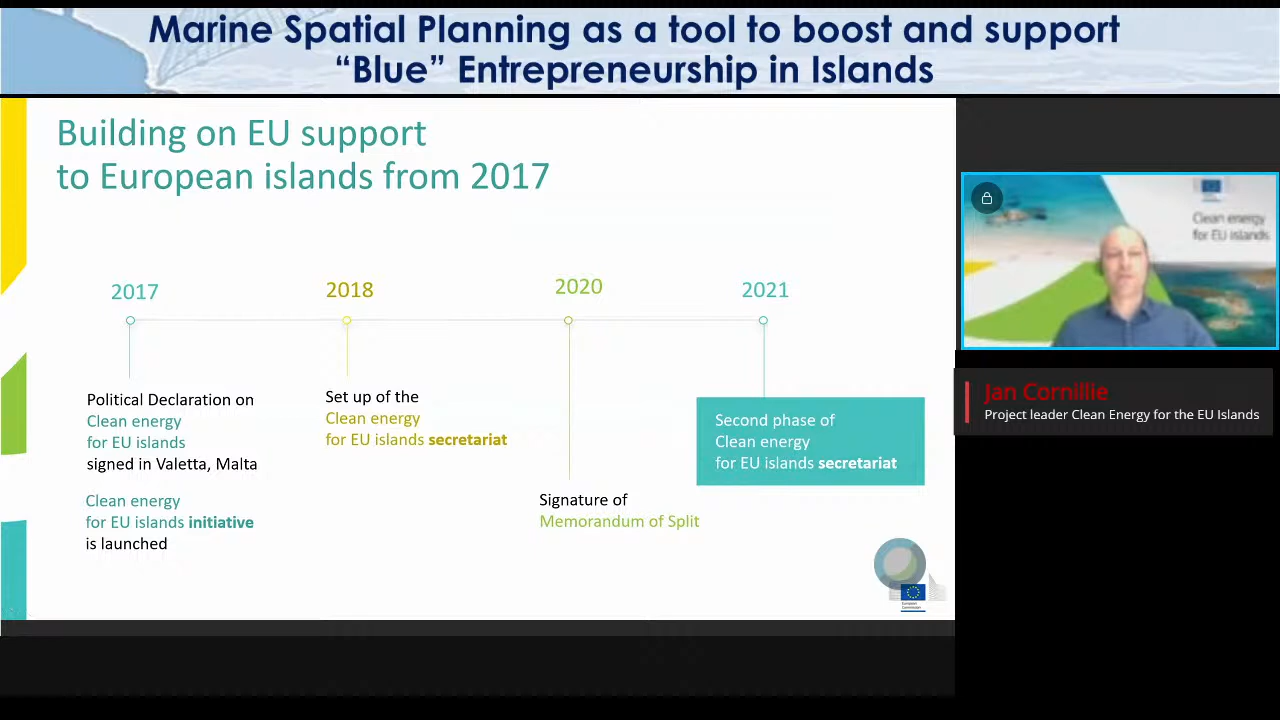 Marine Spatial Planning as a tool to boost and support
“Blue” Entrepreneurship in Islands
Building on EU support
to European islands from 2017
2017
2018
2020
2021
Political Declaration on
Clean energy
for EU islands
signed in Valetta, Malta
Clean energy
for EU islands initiative
is launched
Set up of the
Clean energy
for EU islands secretariat
Signature of
Memorandum of Split
Second phase of
Clean energy
for EU islands secretariat
European
Commission
Clean energy
for EU islands
Jan Cornillie
Project leader Clean Energy for the EU Islands